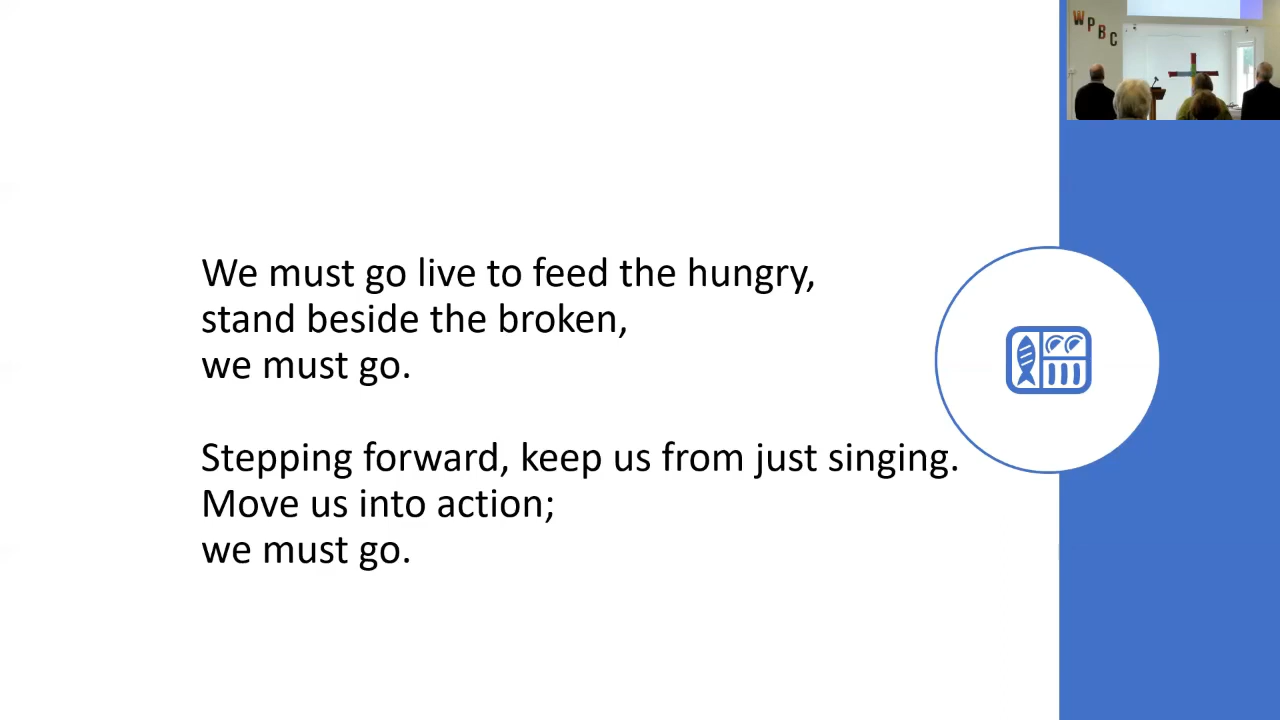 WPBC
We must go live to feed the hungry,
stand beside the broken,
we must go.
Stepping forward, keep us from just singing.
Move us into action;
we must go.